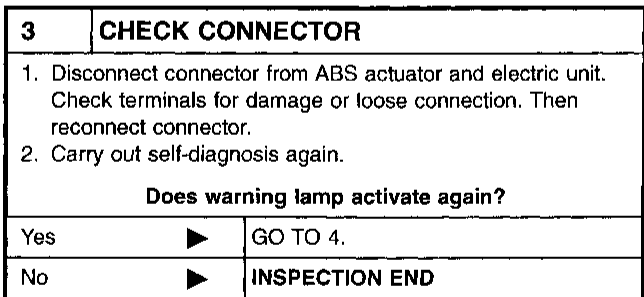 3 CHECK CONNECTOR
1. Disconnect connector from ABS actuator and electric unit.
Check terminals for damage or loose connection. Then
reconnect connector.
2. Carry out self-diagnosis again.
Does warning lamp activate again?
Yes ▶ GO TO 4.
No ▶ INSPECTION END